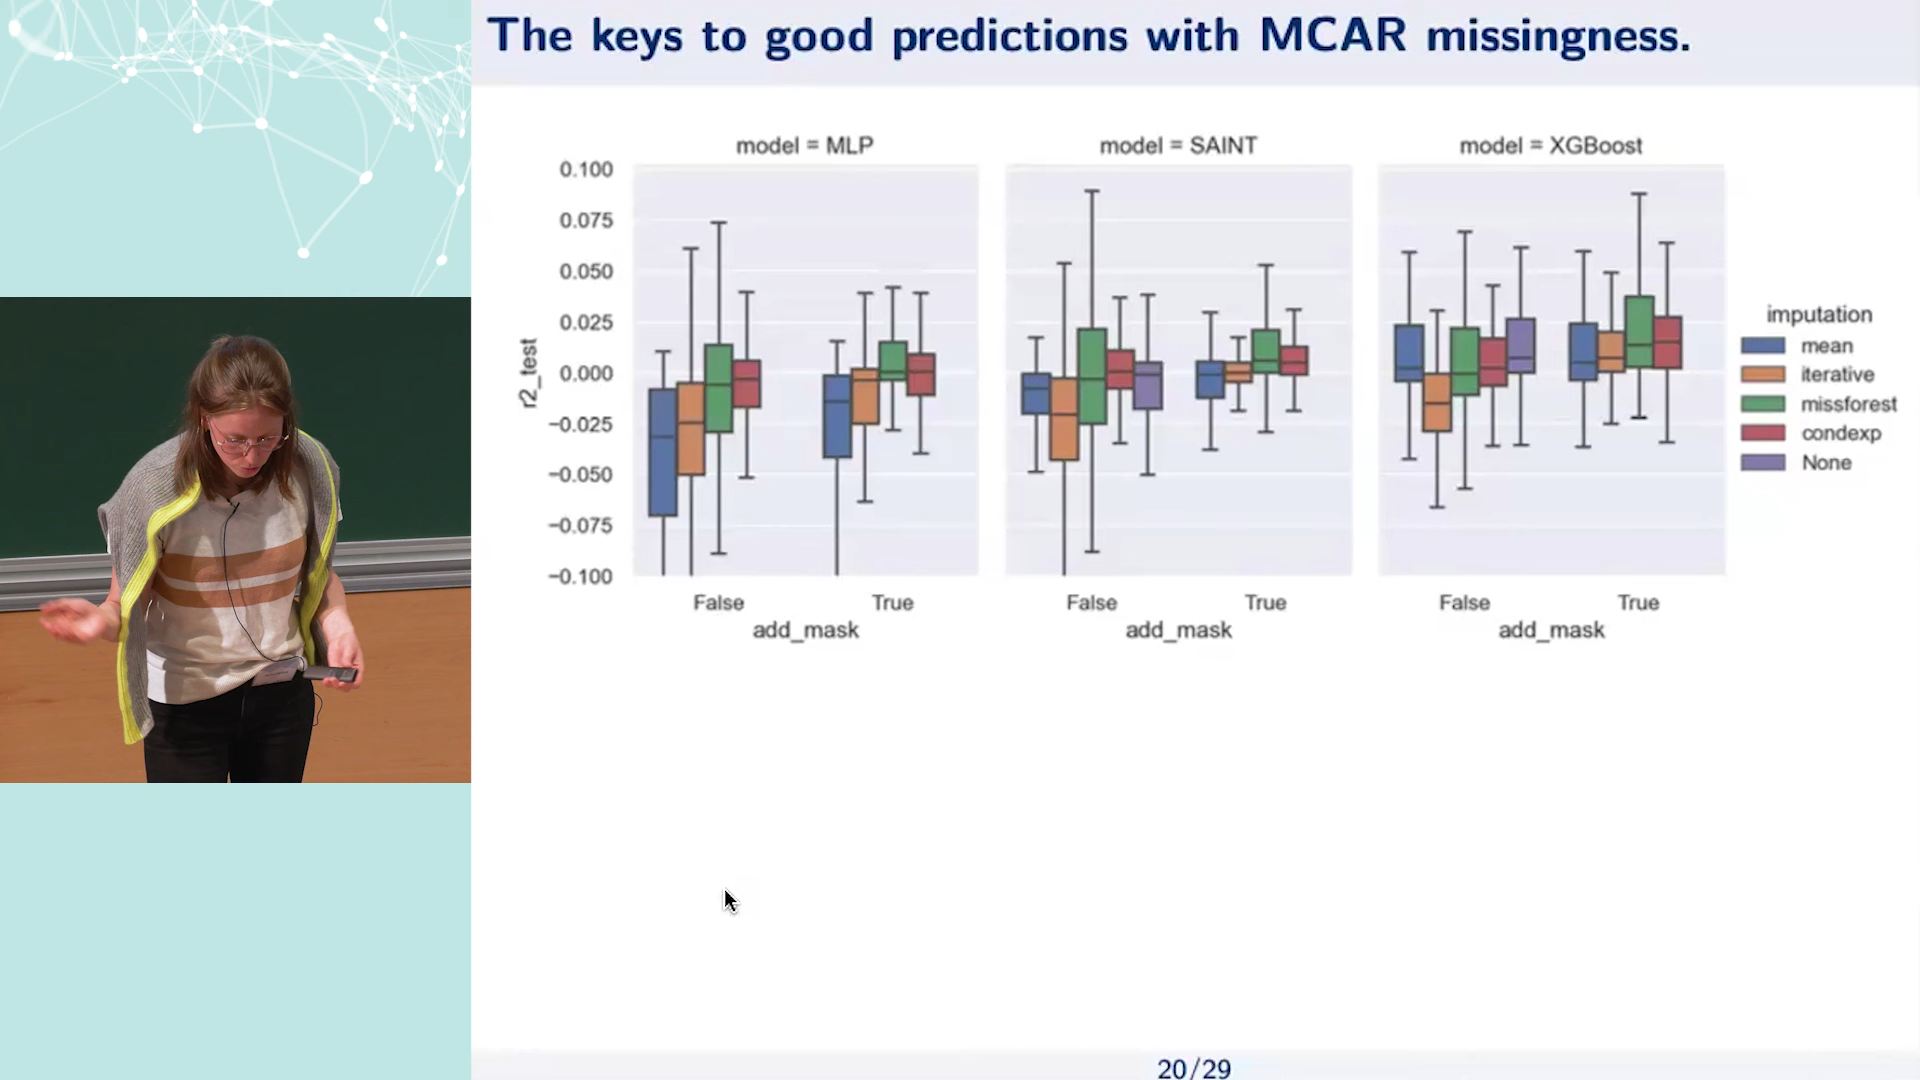 The keys to good predictions with MCAR missingness.
model = MLP
model = SAINT
model = XGBoost
r2_test
0.100
0.075
0.050
0.025
0.000
−0.025
−0.050
−0.075
−0.100
False
True
add_mask
False
True
add_mask
False
True
add_mask
imputation
mean
iterative
missforest
condexp
None
20/29